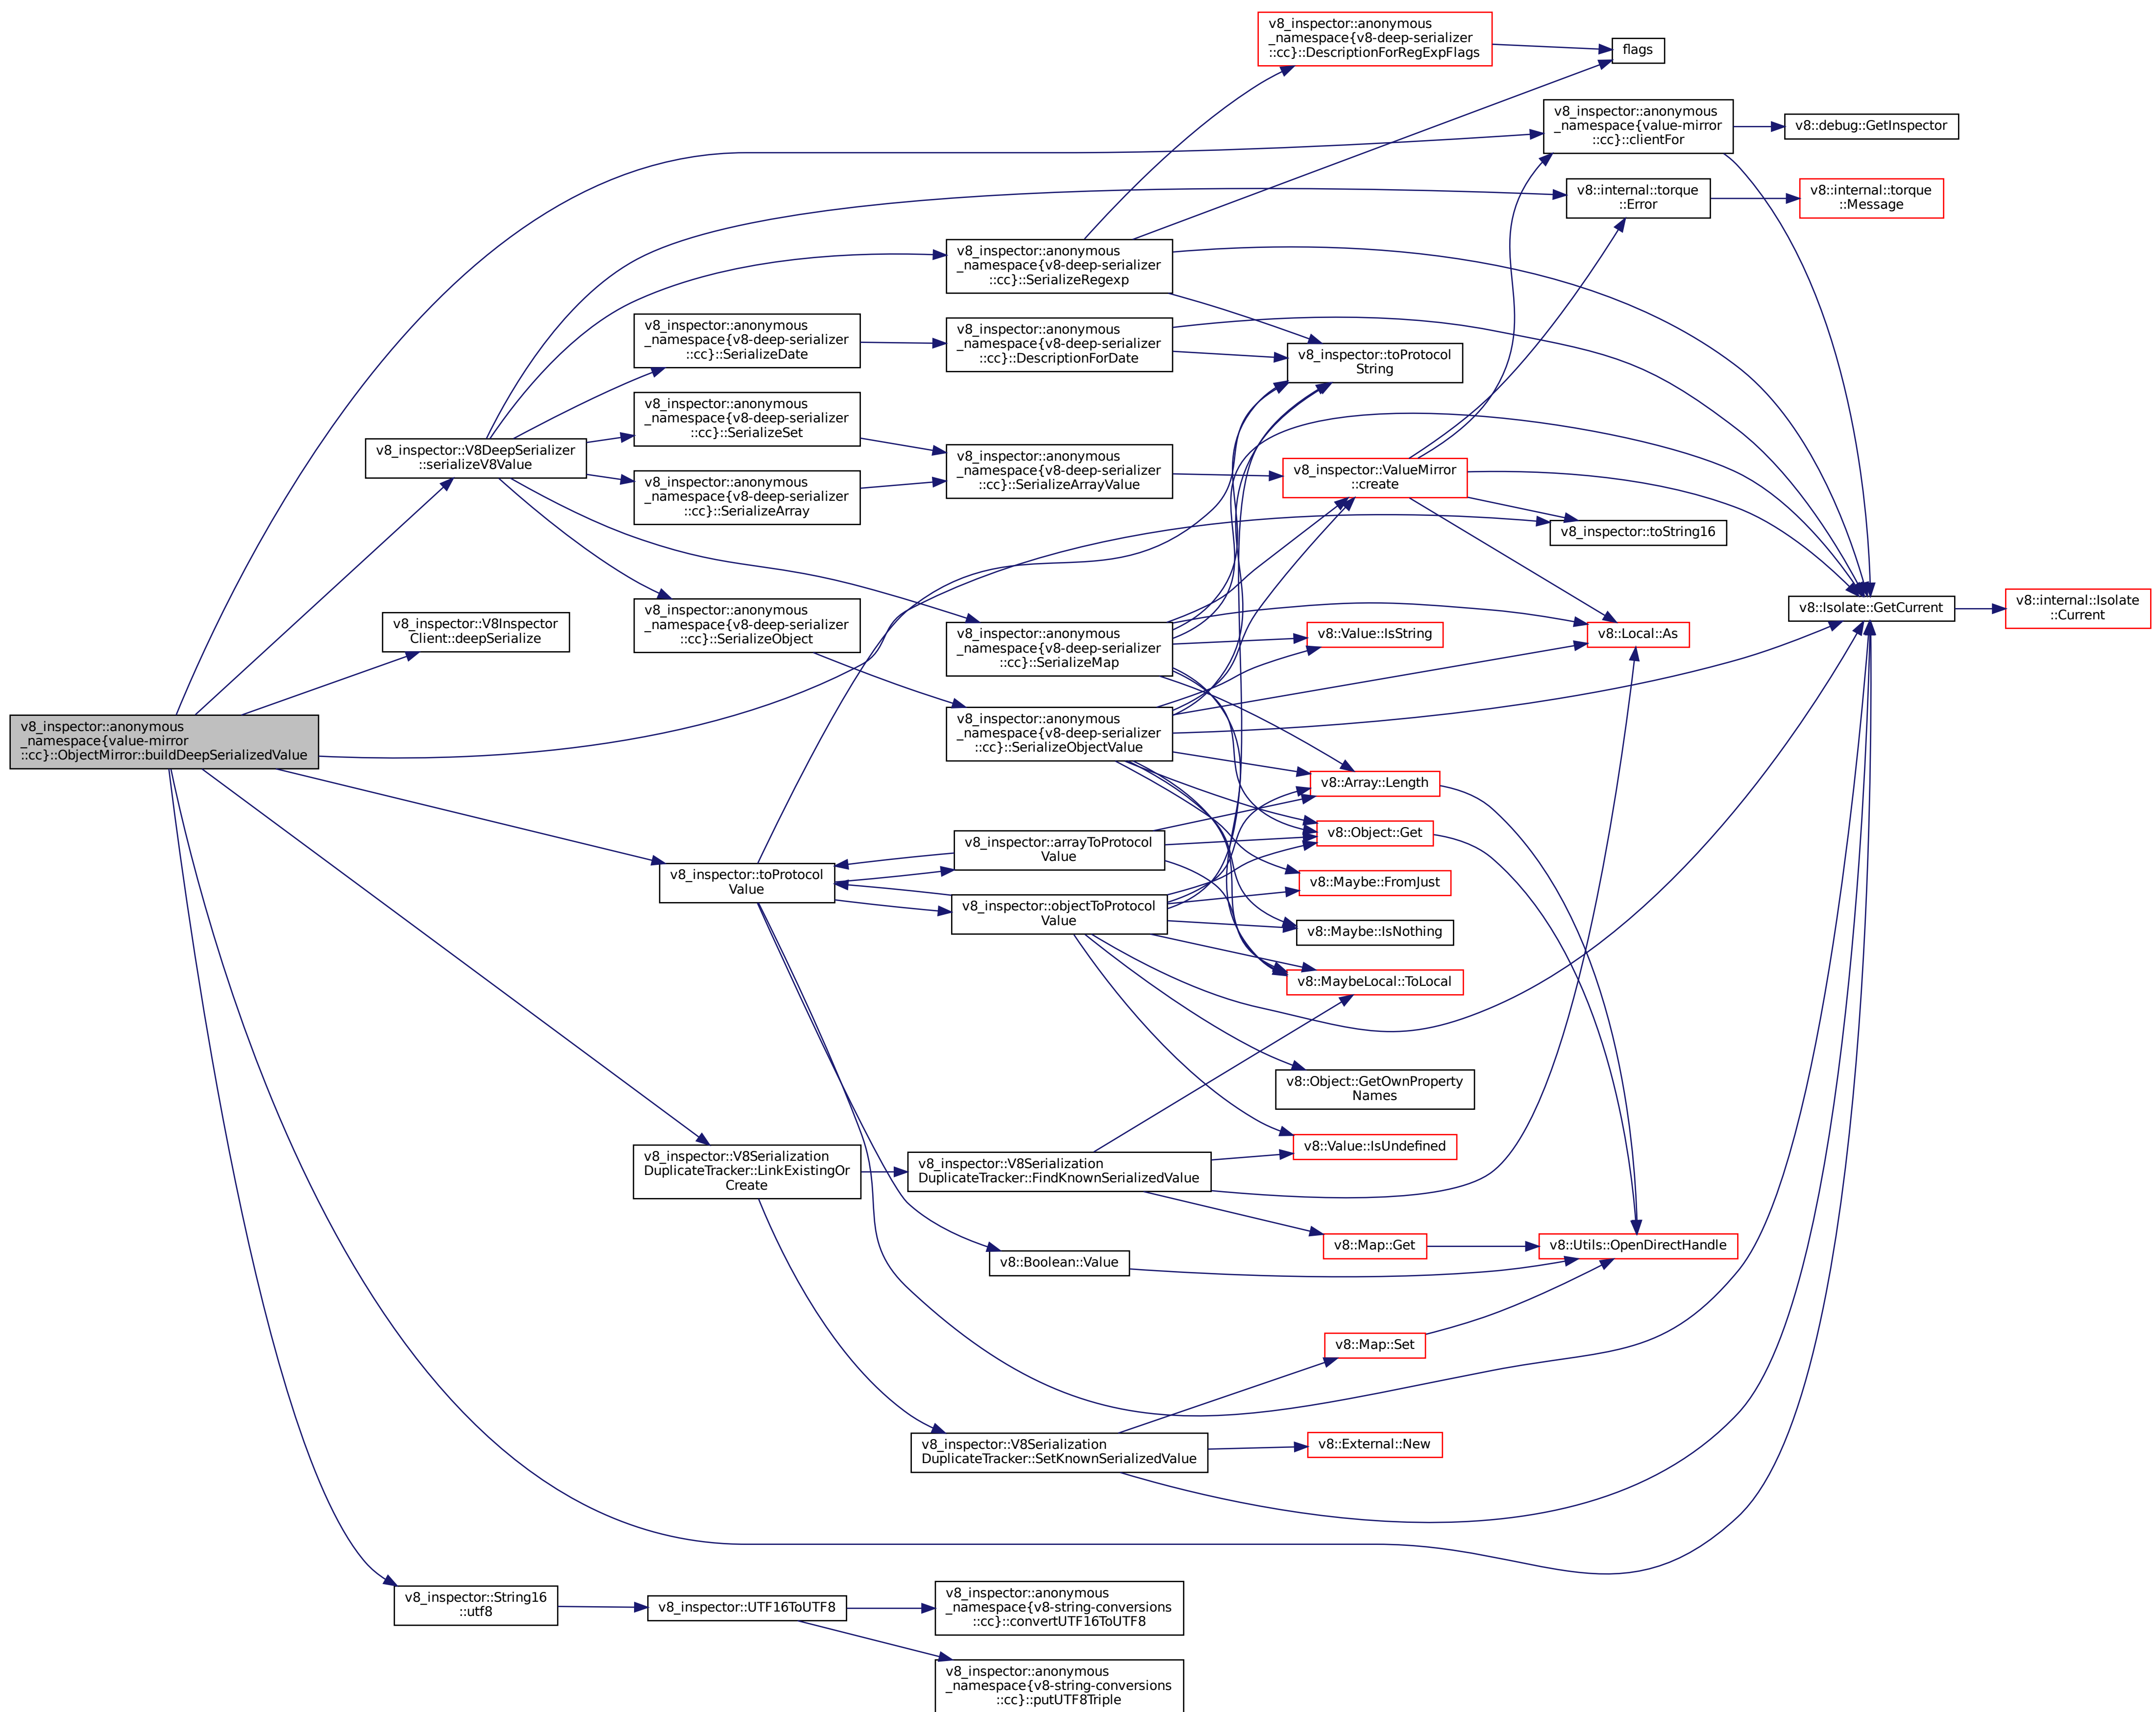 v8_inspector::anonymous
_namespace{v8-deep-serializer
::cc}::DescriptionForRegExpFlags
flags
v8_inspector::anonymous
_namespace{value-mirror
::cc}::clientFor
v8::debug::GetInspector
v8::internal::torque
::Error
v8::internal::torque
::Message
v8_inspector::anonymous
_namespace{v8-deep-serializer
::cc}::SerializeRegexp
v8_inspector::anonymous
_namespace{v8-deep-serializer
::cc}::SerializeDate
v8_inspector::anonymous
_namespace{v8-deep-serializer
::cc}::DescriptionForDate
v8_inspector::toProtocol
String
v8_inspector::anonymous
_namespace{v8-deep-serializer
::cc}::SerializeSet
v8_inspector::V8DeepSerializer
::serializeV8Value
v8_inspector::anonymous
_namespace{v8-deep-serializer
::cc}::SerializeArray
v8_inspector::anonymous
_namespace{v8-deep-serializer
::cc}::SerializeArrayValue
v8_inspector::ValueMirror
::create
v8_inspector::toString16
v8_inspector::V8Inspector
Client::deepSerialize
v8_inspector::anonymous
_namespace{v8-deep-serializer
::cc}::SerializeObject
v8_inspector::anonymous
_namespace{v8-deep-serializer
::cc}::SerializeMap
v8::Value::IsString
v8::Local::As
v8::Isolate::GetCurrent
v8::internal::Isolate
::Current
v8_inspector::anonymous
_namespace{value-mirror
::cc}::ObjectMirror::buildDeepSerializedValue
v8_inspector::anonymous
_namespace{v8-deep-serializer
::cc}::SerializeObjectValue
v8::Array::Length
v8_inspector::arrayToProtocol
Value
v8::Object::Get
v8_inspector::toProtocol
Value
v8::Maybe::FromJust
v8_inspector::objectToProtocol
Value
v8::Maybe::IsNothing
v8::MaybeLocal::ToLocal
v8::Object::GetOwnProperty
Names
v8::Value::IsUndefined
v8_inspector::V8Serialization
DuplicateTracker::LinkExistingOr
Create
v8_inspector::V8Serialization
DuplicateTracker::FindKnownSerializedValue
v8::Map::Get
v8::Utils::OpenDirectHandle
v8::Boolean::Value
v8::Map::Set
v8_inspector::V8Serialization
DuplicateTracker::SetKnownSerializedValue
v8::External::New
v8_inspector::String16
::utf8
v8_inspector::UTF16ToUTF8
v8_inspector::anonymous
_namespace{v8-string-conversions
::cc}::convertUTF16ToUTF8
v8_inspector::anonymous
_namespace{v8-string-conversions
::cc}::putUTF8Triple